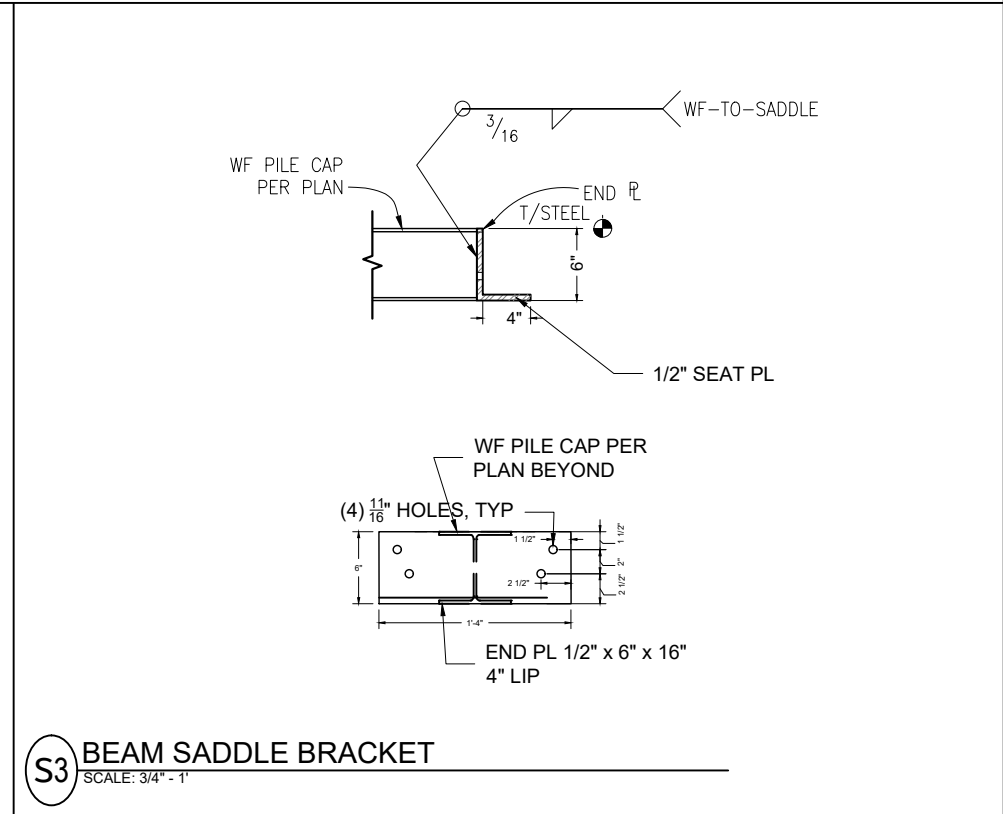 WF-TO-SADDLE
3/16
WF PILE CAP
PER PLAN
END ℄
T/STEEL
6"
4"
1/2" SEAT PL
WF PILE CAP PER
PLAN BEYOND
(4) 11/16" HOLES, TYP
1 1/2"
1 1/2"
2"
6"
2 1/2"
2 1/2"
1'-4"
END PL 1/2" x 6" x 16"
4" LIP
S3 BEAM SADDLE BRACKET
SCALE: 3/4" - 1'